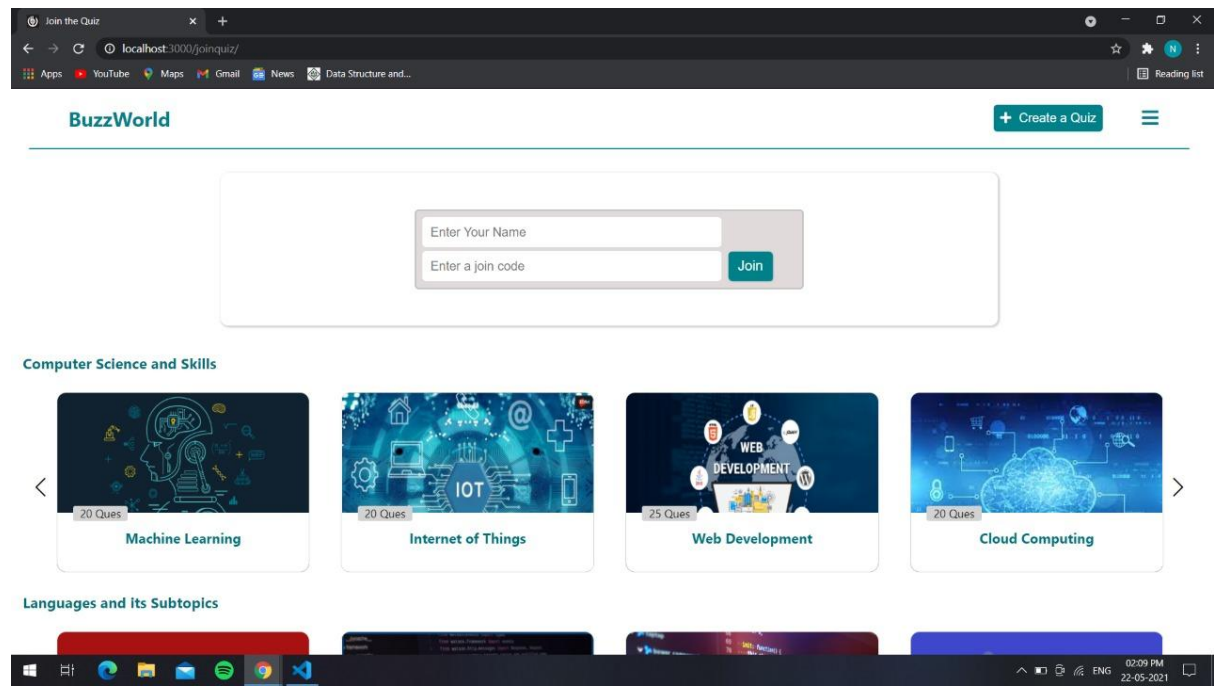 Join the Quiz
localhost:3000/joinquiz/
Apps YouTube Maps Gmail News Data Structure and... Reading list
N
BuzzWorld
Create a Quiz
Enter Your Name
Enter a join code
Join
Computer Science and Skills
@
IOT
WEB
DEVELOPMENT
20 Ques
20 Ques
25 Ques
20 Ques
Machine Learning
Internet of Things
Web Development
Cloud Computing
Languages and its Subtopics
ENG
02:09 PM
22-05-2021